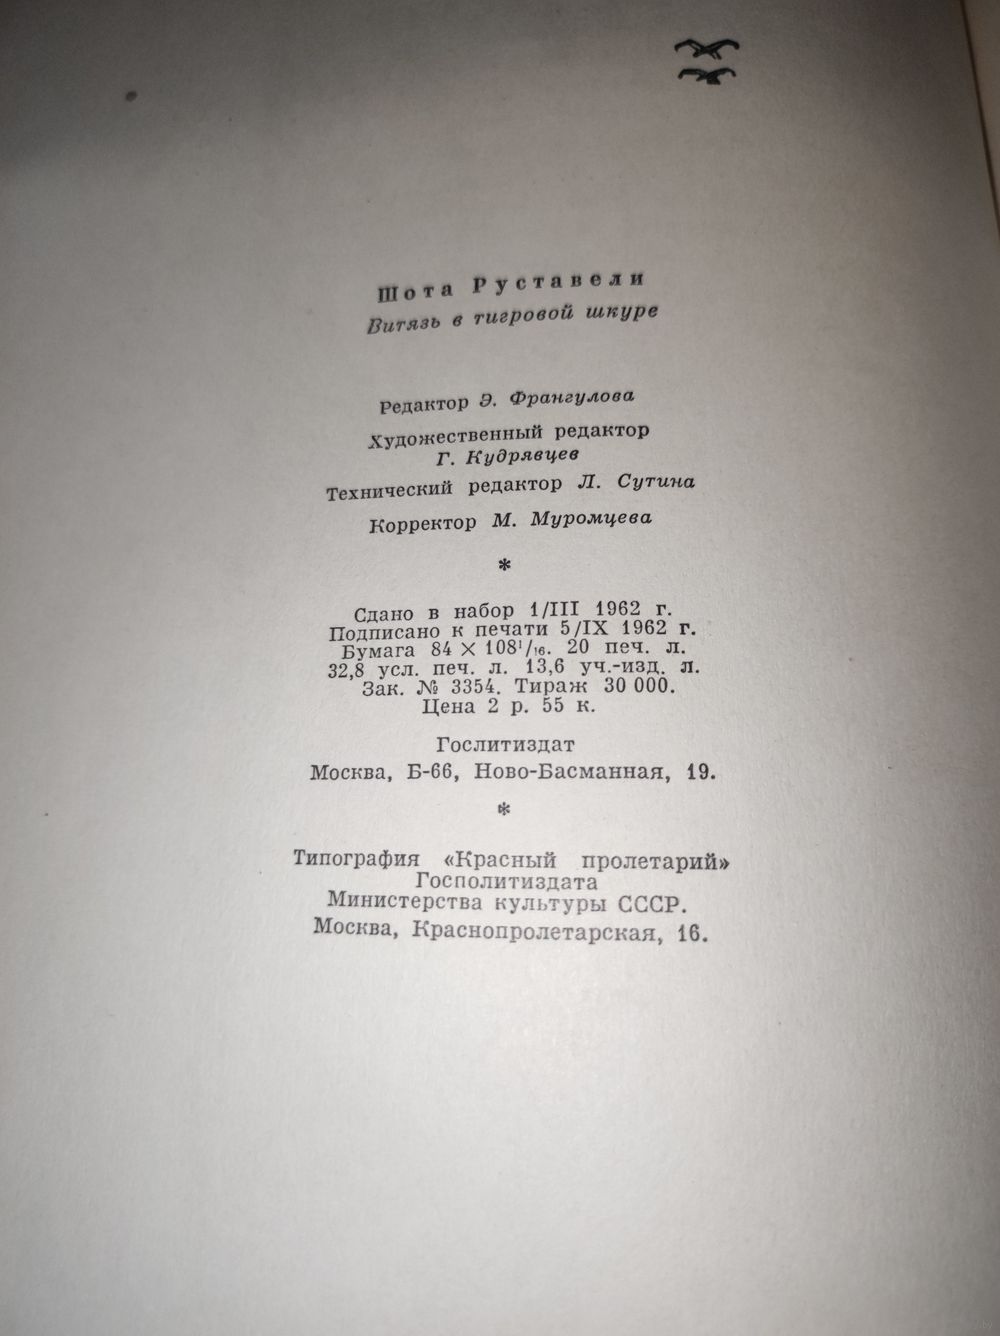 Шота Руставели
Витязь в тигровой шкуре
Редактор Э. Франгулова
Художественный редактор
Г. Кудрявцев
Технический редактор Л. Сутина
Корректор М. Муромцева
*
Сдано в набор 1/III 1962 г.
Подписано к печати 5/IX 1962 г.
Бумага 84 × 108¹/₁₆. 20 печ. л.
32,8 усл. печ. л. 13,6 уч.-изд. л.
Зак. № 3354. Тираж 30 000.
Цена 2 р. 55 к.
Гослитиздат
Москва, Б-66, Ново-Басманная, 19.
*
Типография «Красный пролетарий»
Госполитиздата
Министерства культуры СССР.
Москва, Краснопролетарская, 16.